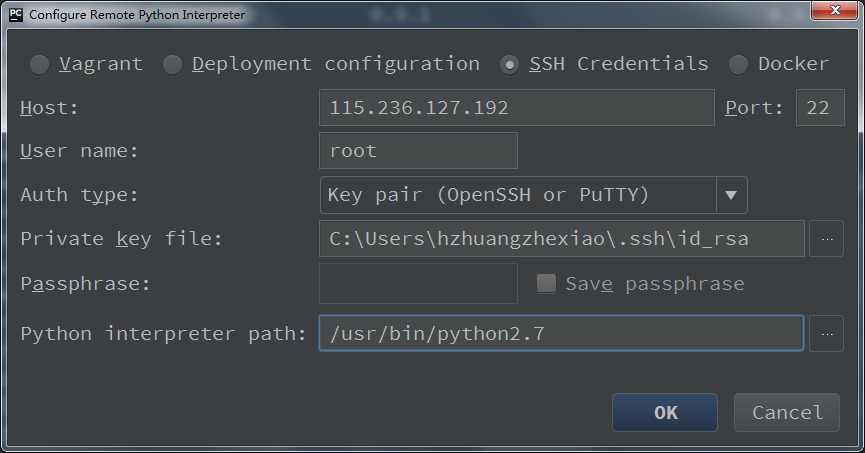 PC Configure Remote Python Interpreter
Vagrant Deployment configuration SSH Credentials Docker
Host: 115.236.127.192 Port: 22
User name: root
Auth type: Key pair (OpenSSH or PuTTY)
Private key file: C:\Users\hzhuangzhexiao\.ssh\id_rsa ...
Passphrase: Save passphrase
Python interpreter path: /usr/bin/python2.7 ...
OK Cancel